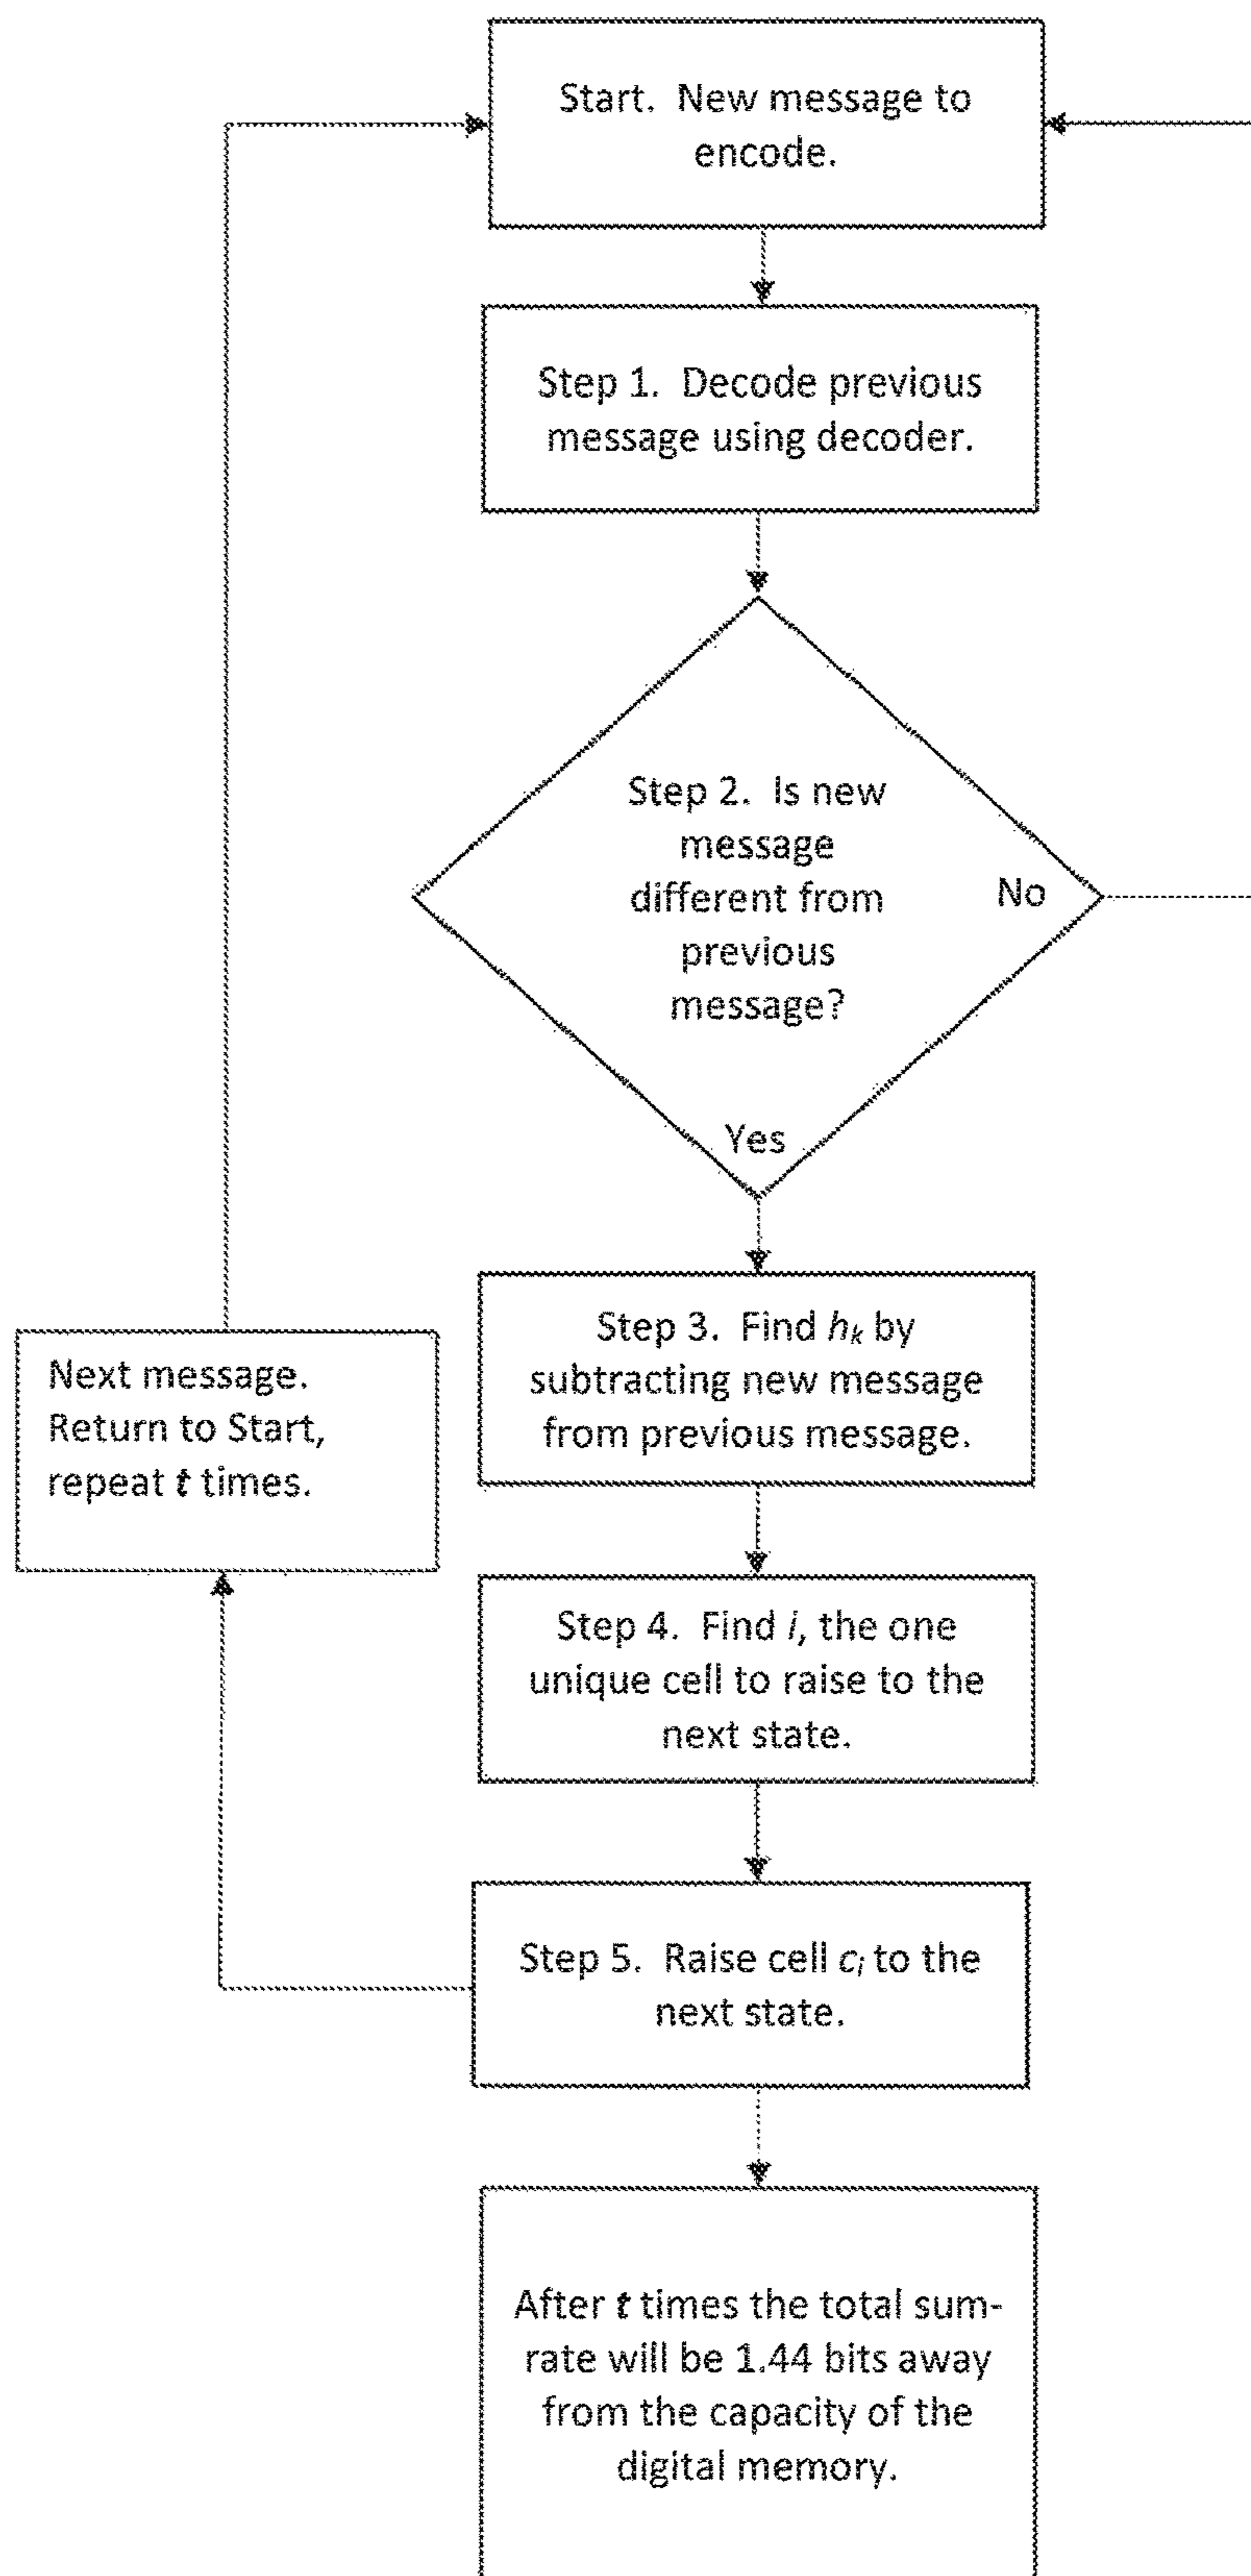 Start. New message to
encode.
Step 1. Decode previous
message using decoder.
Step 2. Is new
message
different from
previous
message?
No
Yes
Step 3. Find hₖ by
subtracting new message
from previous message.
Next message.
Return to Start,
repeat t times.
Step 4. Find i, the one
unique cell to raise to the
next state.
Step 5. Raise cell cᵢ to the
next state.
After t times the total sum-
rate will be 1.44 bits away
from the capacity of the
digital memory.